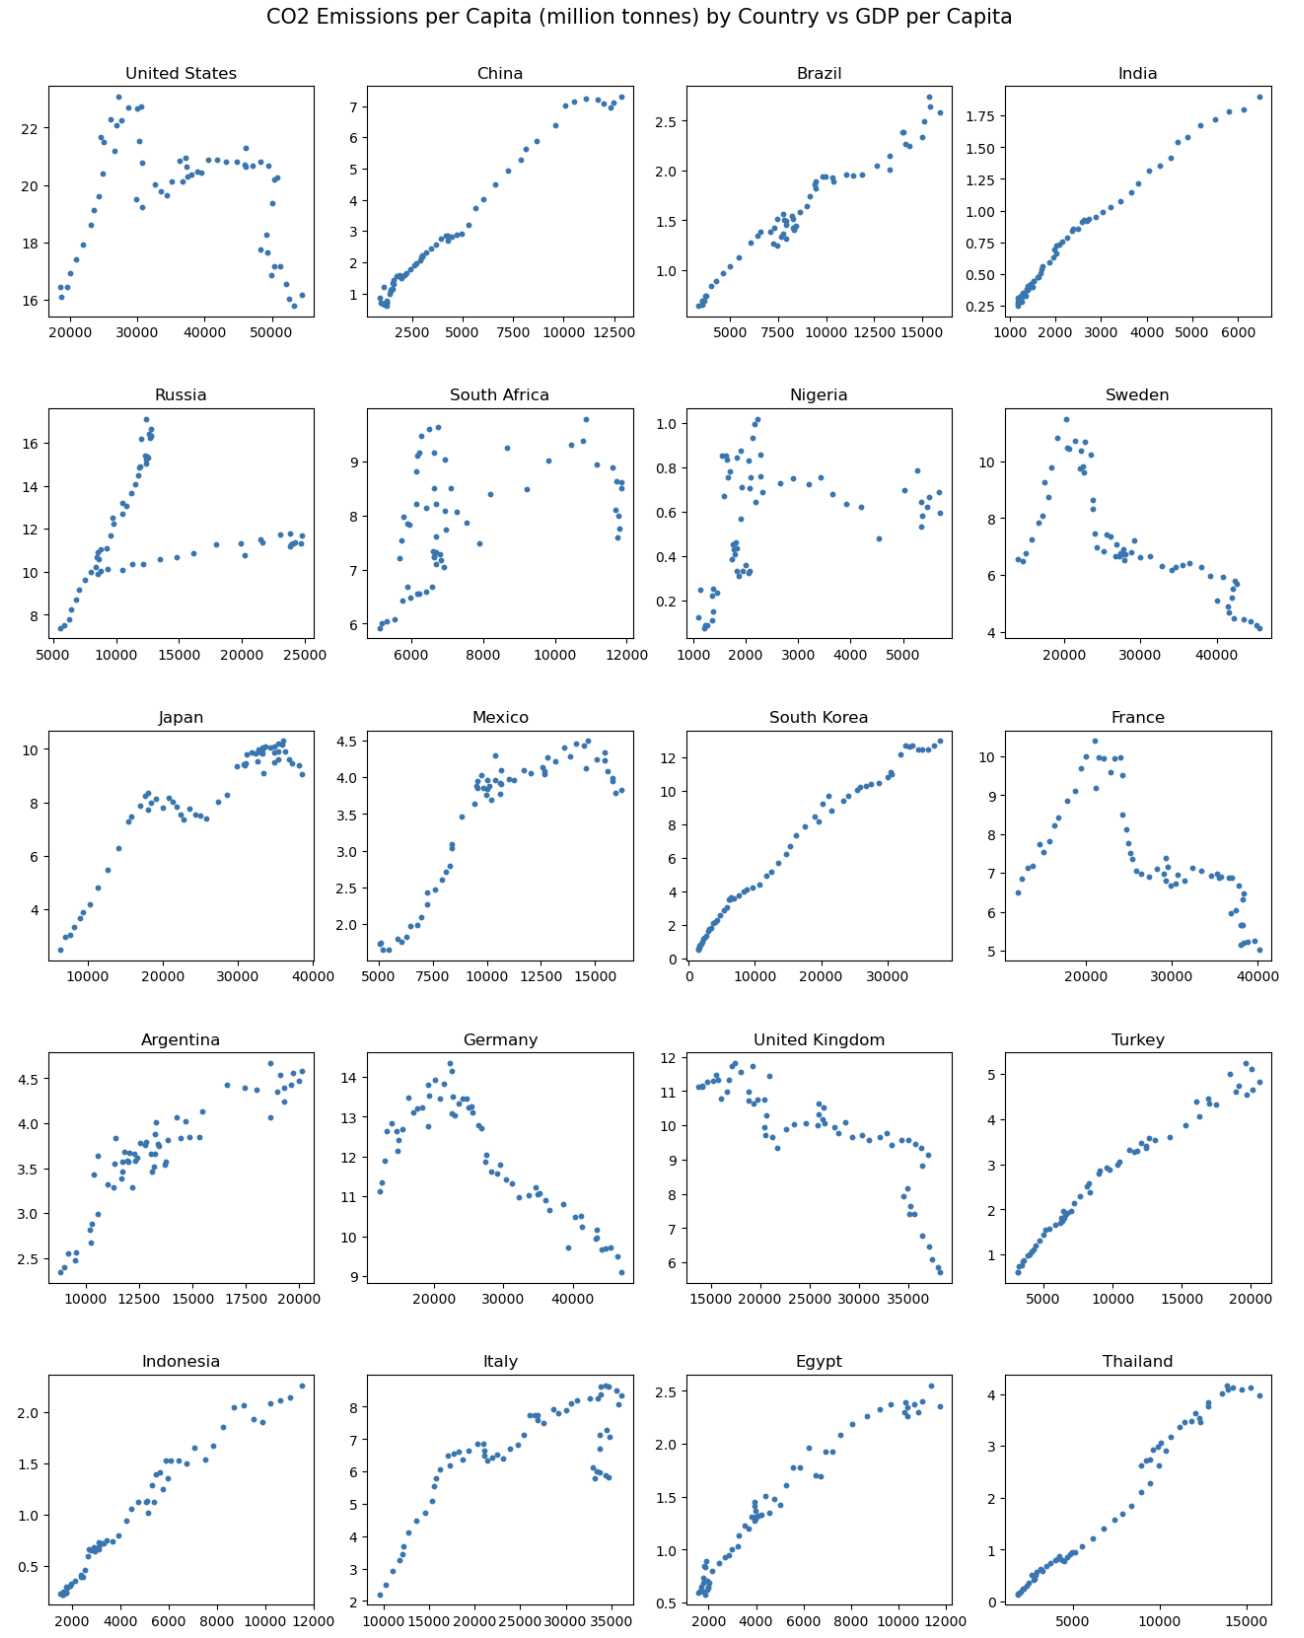 CO2 Emissions per Capita (million tonnes) by Country vs GDP per Capita
United States
China
Brazil
India
22
20
18
16
20000 30000 40000 50000
7
6
5
4
3
2
1
2500 5000 7500 10000 12500
2.5
2.0
1.5
1.0
5000 7500 10000 12500 15000
1.75
1.50
1.25
1.00
0.75
0.50
0.25
1000 2000 3000 4000 5000 6000
Russia
South Africa
Nigeria
Sweden
16
14
12
10
8
5000 10000 15000 20000 25000
9
8
7
6
6000 8000 10000 12000
1.0
0.8
0.6
0.4
0.2
1000 2000 3000 4000 5000
10
8
6
4
20000 30000 40000
Japan
Mexico
South Korea
France
10
8
6
4
10000 20000 30000 40000
4.5
4.0
3.5
3.0
2.5
2.0
5000 7500 10000 12500 15000
12
10
8
6
4
2
0
0 10000 20000 30000
10
9
8
7
6
5
20000 30000 40000
Argentina
Germany
United Kingdom
Turkey
4.5
4.0
3.5
3.0
2.5
10000 12500 15000 17500 20000
14
13
12
11
10
9
20000 30000 40000
12
11
10
9
8
7
6
15000 20000 25000 30000 35000
5
4
3
2
1
5000 10000 15000 20000
Indonesia
Italy
Egypt
Thailand
2.0
1.5
1.0
0.5
2000 4000 6000 8000 10000 12000
9
8
7
6
5
4
3
2
10000 15000 20000 25000 30000 35000
2.5
2.0
1.5
1.0
0.5
2000 4000 6000 8000 10000 12000
4
3
2
1
0
5000 10000 15000